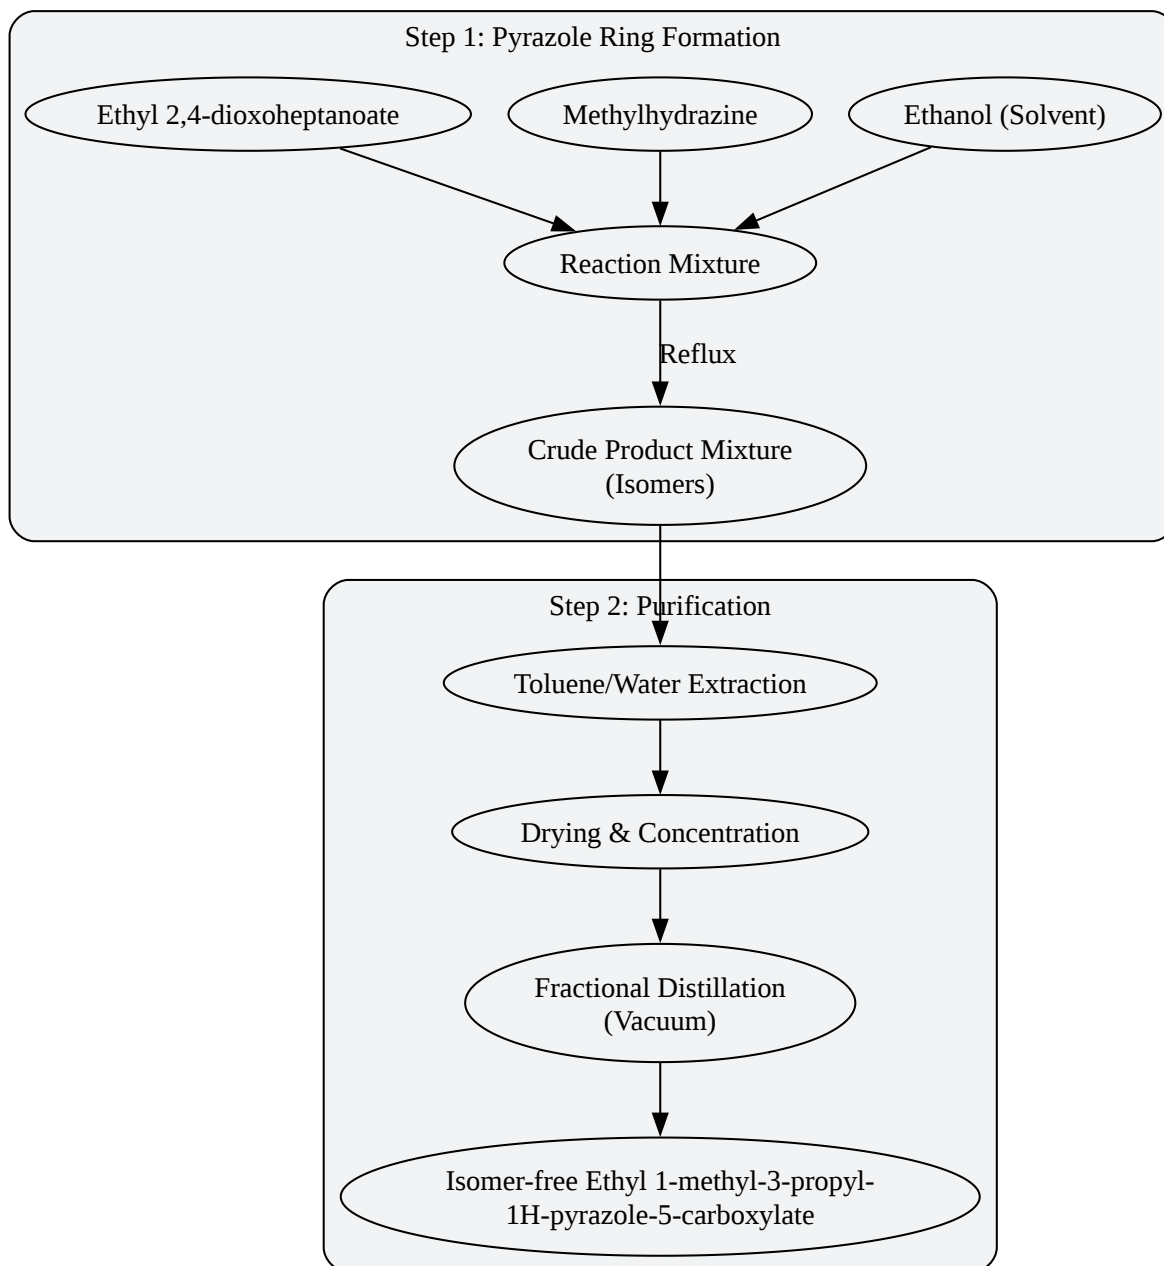 Step 1: Pyrazole Ring Formation
Ethyl 2,4-dioxoheptanoate
Methylhydrazine
Ethanol (Solvent)
Reaction Mixture
Reflux
Crude Product Mixture
(Isomers)
Step 2: Purification
Toluene/Water Extraction
Drying & Concentration
Fractional Distillation
(Vacuum)
Isomer-free Ethyl 1-methyl-3-propyl-
1H-pyrazole-5-carboxylate